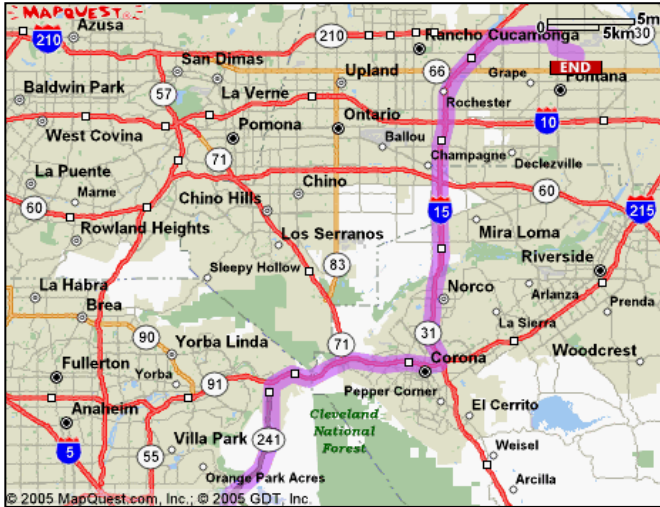 MAPQUEST
Azusa
210
210
Rancho Cucamonga
0
5mi
5km
30
San Dimas
66
Grape
END
Fontana
Baldwin Park
57
La Verne
Upland
Rochester
West Covina
Pomona
Ontario
10
71
Ballou
Champagne
Declezville
La Puente
Marne
Chino
60
60
Chino Hills
15
215
Rowland Heights
Los Serranos
Mira Loma
Riverside
Sleepy Hollow
83
La Habra
Norco
Arlanza
Prenda
Brea
90
31
La Sierra
Yorba Linda
71
Woodcrest
Fullerton
Yorba
91
Corona
Pepper Corner
Anaheim
El Cerrito
Cleveland
National
Forest
241
5
55
Villa Park
Weisel
Orange Park Acres
Arcilla
© 2005 MapQuest.com, Inc.; © 2005 GDT, Inc.